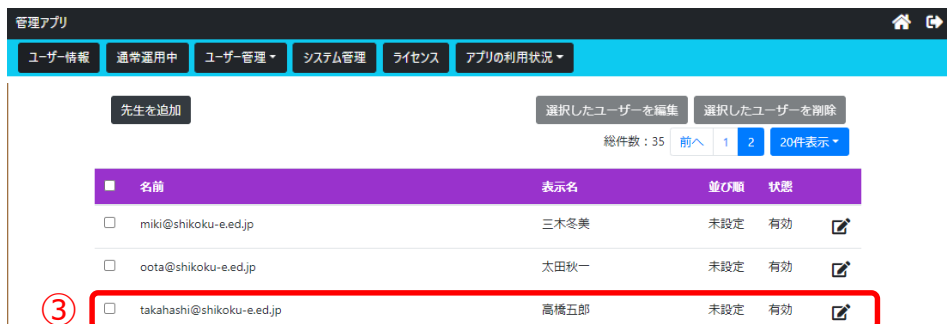 管理アプリ
ユーザー情報 通常運用中 ユーザー管理 システム管理 ライセンス アプリの利用状況
先生を追加 選択したユーザーを編集 選択したユーザーを削除
総件数：35 前へ 1 2 20件表示
名前 表示名 並び順 状態
miki@shikoku-e.ed.jp 三木冬美 未設定 有効
oota@shikoku-e.ed.jp 太田秋一 未設定 有効
③ takahashi@shikoku-e.ed.jp 高橋五郎 未設定 有効